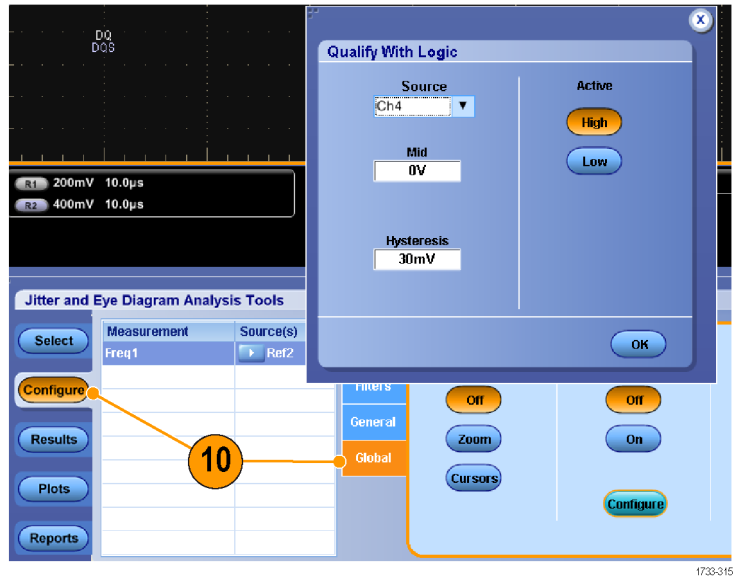 DQ
DQS
R1 200mV 10.0µs
R2 400mV 10.0µs
X
Qualify With Logic
Source
Ch4
Mid
0V
Hysteresis
30mV
Active
High
Low
OK
Jitter and Eye Diagram Analysis Tools
Select
Configure
Results
Plots
Reports
Measurement Source(s)
Freq1 Ref2
10
Filters
General
Global
Off
Zoom
Cursors
Off
On
Configure
1733-315